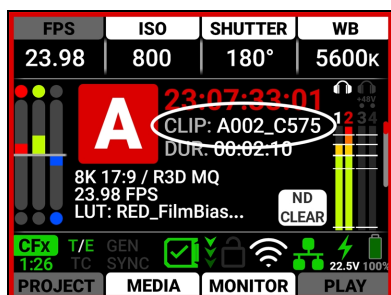 FPS ISO SHUTTER WB
23.98 800 180° 5600K
A 23:07:33:01
CLIP: A002_C575
DUR: 00:02:10
+48V
1 2 3 4
8K 17:9 / R3D MQ
23.98 FPS
LUT: RED_FilmBias...
ND CLEAR
CFx T/E GEN
1:26 TC SYNC 22.5V 100%
PROJECT MEDIA MONITOR PLAY